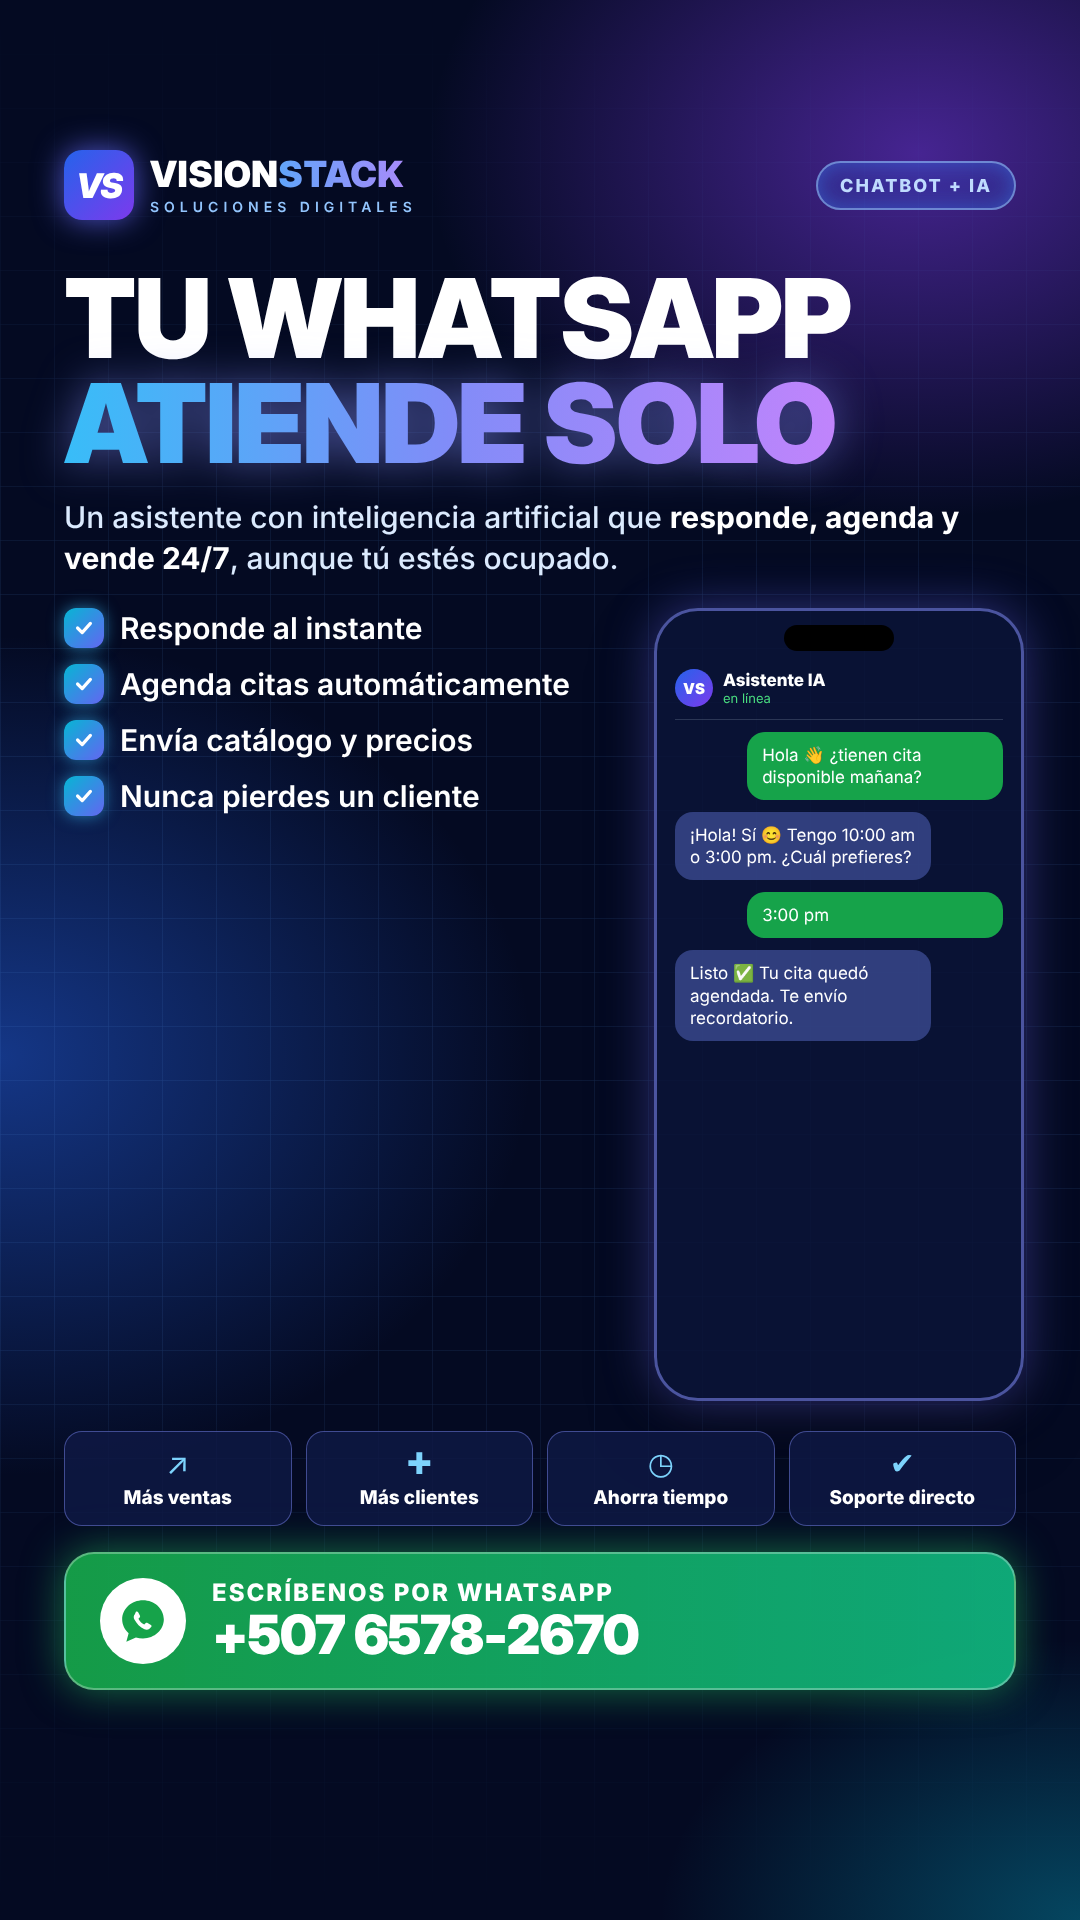 VS
VISIONSTACK
SOLUCIONES DIGITALES
CHATBOT + IA
TU WHATSAPP
ATIENDE SOLO
Un asistente con inteligencia artificial que responde, agenda y
vende 24/7, aunque tú estés ocupado.
Responde al instante
Agenda citas automáticamente
Envía catálogo y precios
Nunca pierdes un cliente
VS
Asistente IA
en línea
Hola 👋 ¿tienen cita
disponible mañana?
¡Hola! Sí 😊 Tengo 10:00 am
o 3:00 pm. ¿Cuál prefieres?
3:00 pm
Listo ✅ Tu cita quedó
agendada. Te envío
recordatorio.
Más ventas
Más clientes
Ahorra tiempo
Soporte directo
ESCRÍBENOS POR WHATSAPP
+507 6578-2670